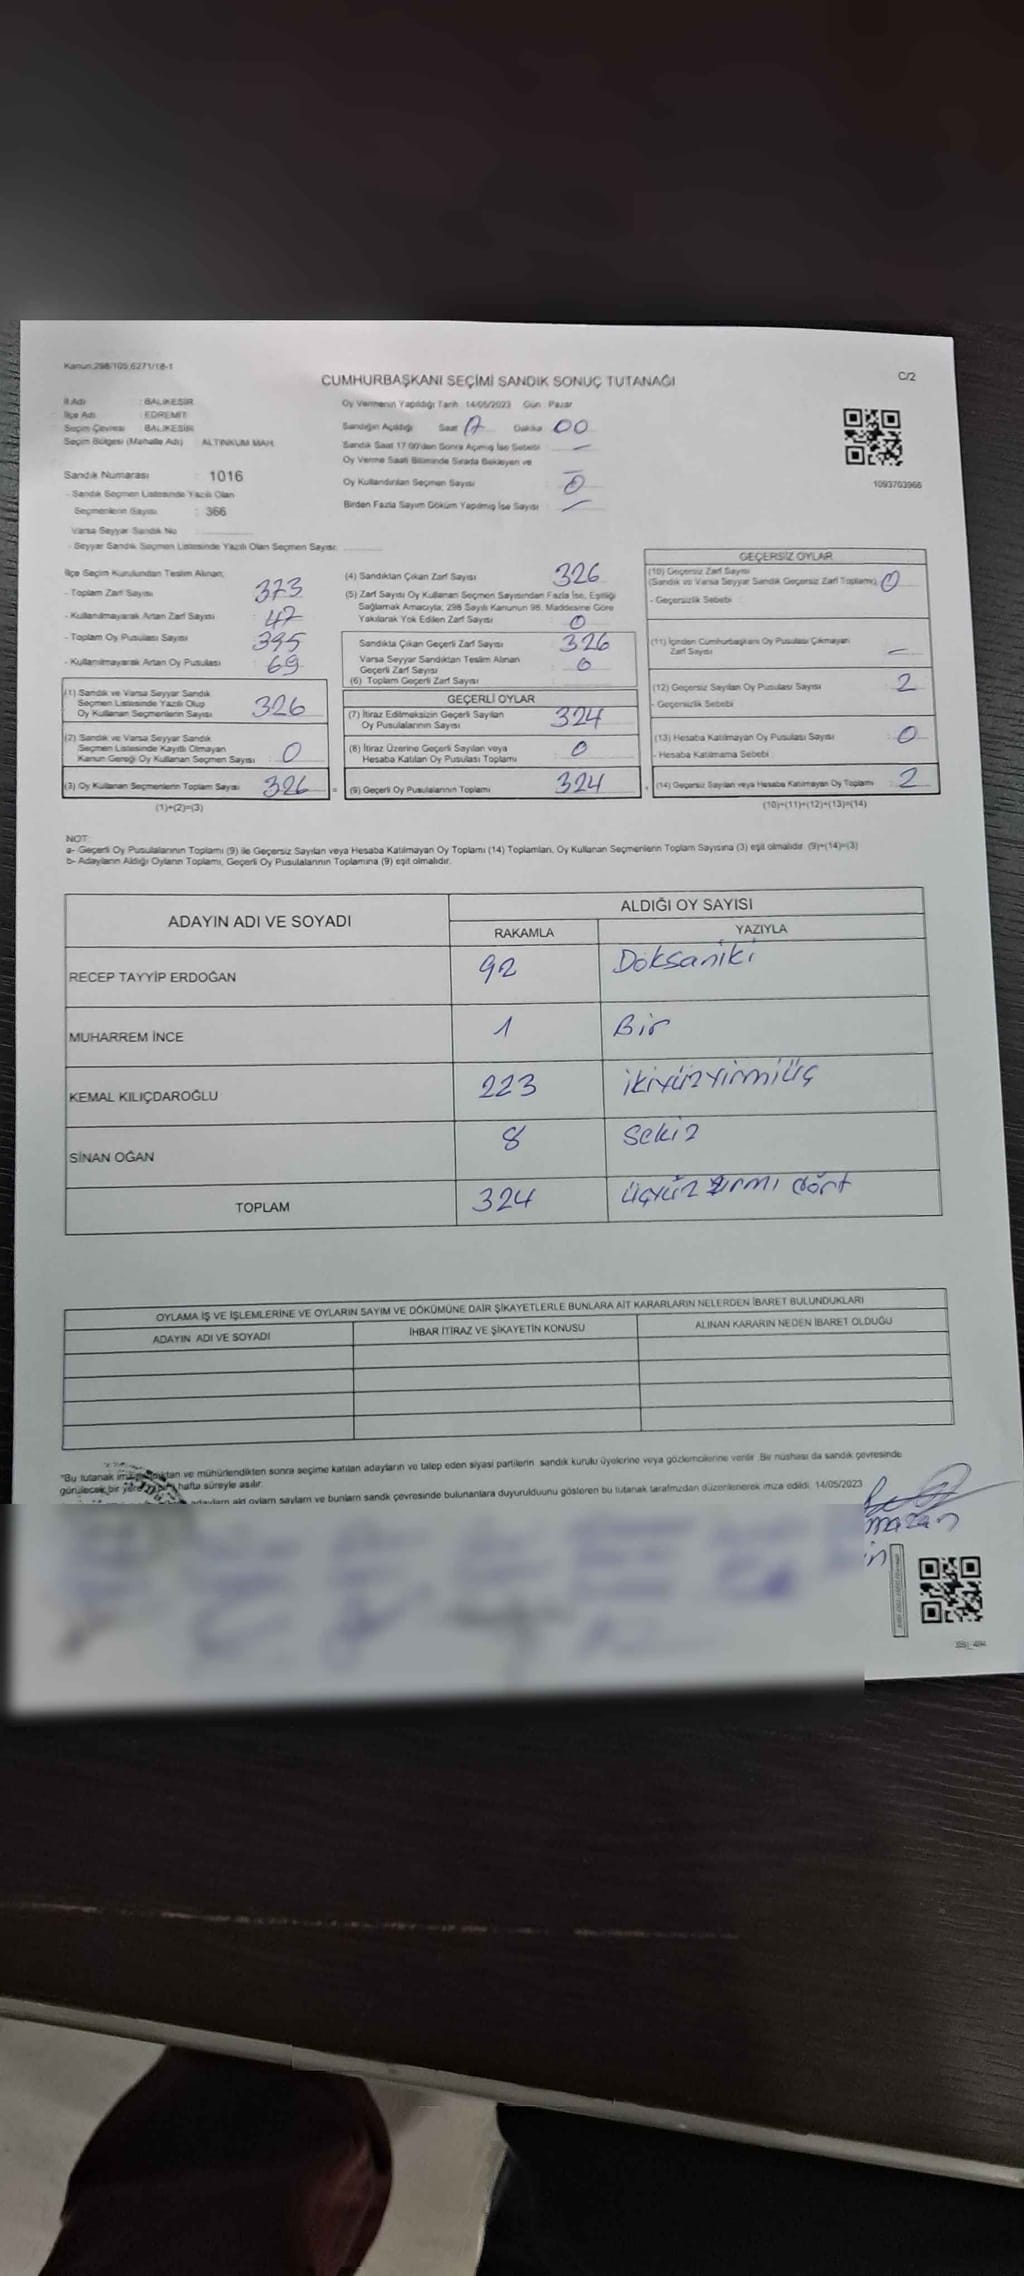 Kanun:298/105;6271/18-1
CUMHURBAŞKANI SEÇİMİ SANDIK SONUÇ TUTANAĞI
C/2
İl Adı : BALIKESİR
İlçe Adı : EDREMİT
Seçim Çevresi : BALIKESİR
Seçim Bölgesi (Mahalle Adı) ALTINKUM MAH.
Sandık Numarası : 1016
- Sandık Seçmen Listesinde Yazılı Olan
Seçmenlerin Sayısı : 366
Varsa Seyyar Sandık No
- Seyyar Sandık Seçmen Listesinde Yazılı Olan Seçmen Sayısı:
Oy Vermenin Yapıldığı Tarih : 14/05/2023 Gün : Pazar
Sandığın Açıldığı Saat Dakika 00
Sandık Saat 17:00'den Sonra Açılmış İse Sebebi : –
Oy Verme Saati Bitiminde Sırada Bekleyen ve
Oy Kullandırılan Seçmen Sayısı : 0
Birden Fazla Sayım Döküm Yapılmış İse Sayısı : –
1093703966
İlçe Seçim Kurulundan Teslim Alınan;
- Toplam Zarf Sayısı : 373
- Kullanılmayarak Artan Zarf Sayısı : 47
- Toplam Oy Pusulası Sayısı : 395
- Kullanılmayarak Artan Oy Pusulası : 69
(1) Sandık ve Varsa Seyyar Sandık
Seçmen Listesinde Yazılı Olup
Oy Kullanan Seçmenlerin Sayısı : 326
(2) Sandık ve Varsa Seyyar Sandık
Seçmen Listesinde Kayıtlı Olmayan
Kanun Gereği Oy Kullanan Seçmen Sayısı : 0
(3) Oy Kullanan Seçmenlerin Toplam Sayısı : 326
(1)+(2)=(3)
(4) Sandıktan Çıkan Zarf Sayısı : 326
(5) Zarf Sayısı Oy Kullanan Seçmen Sayısından Fazla İse, Eşitliği
Sağlamak Amacıyla; 298 Sayılı Kanunun 98. Maddesine Göre
Yakılarak Yok Edilen Zarf Sayısı : 0
Sandıkta Çıkan Geçerli Zarf Sayısı : 326
Varsa Seyyar Sandıktan Teslim Alınan
Geçerli Zarf Sayısı : 0
(6) Toplam Geçerli Zarf Sayısı :
GEÇERLİ OYLAR
(7) İtiraz Edilmeksizin Geçerli Sayılan
Oy Pusulalarının Sayısı : 324
(8) İtiraz Üzerine Geçerli Sayılan veya
Hesaba Katılan Oy Pusulası Toplamı : 0
(9) Geçerli Oy Pusulalarının Toplamı : 324
GEÇERSİZ OYLAR
(10) Geçersiz Zarf Sayısı
(Sandık ve Varsa Seyyar Sandık Geçersiz Zarf Toplamı) : 0
- Geçersizlik Sebebi :
(11) İçinden Cumhurbaşkanı Oy Pusulası Çıkmayan
Zarf Sayısı : –
(12) Geçersiz Sayılan Oy Pusulası Sayısı : 2
- Geçersizlik Sebebi :
(13) Hesaba Katılmayan Oy Pusulası Sayısı : 0
- Hesaba Katılmama Sebebi :
(14) Geçersiz Sayılan veya Hesaba Katılmayan Oy Toplamı : 2
(10)+(11)+(12)+(13)=(14)
NOT:
a- Geçerli Oy Pusulalarının Toplamı (9) ile Geçersiz Sayılan veya Hesaba Katılmayan Oy Toplamı (14) Toplamları, Oy Kullanan Seçmenlerin Toplam Sayısına (3) eşit olmalıdır. (9)+(14)=(3)
b- Adayların Aldığı Oyların Toplamı, Geçerli Oy Pusulalarının Toplamına (9) eşit olmalıdır.
ADAYIN ADI VE SOYADI
ALDIĞI OY SAYISI
RAKAMLA YAZIYLA
RECEP TAYYİP ERDOĞAN 92 Doksaniki
MUHARREM İNCE 1 Bir
KEMAL KILIÇDAROĞLU 223 ikiyüzyirmiüç
SİNAN OĞAN 8 Sekiz
TOPLAM 324 üçyüz yirmi dört
OYLAMA İŞ VE İŞLEMLERİNE VE OYLARIN SAYIM VE DÖKÜMÜNE DAİR ŞİKAYETLERLE BUNLARA AİT KARARLARIN NELERDEN İBARET BULUNDUKLARI
ADAYIN ADI VE SOYADI İHBAR İTİRAZ VE ŞİKAYETİN KONUSU ALINAN KARARIN NEDEN İBARET OLDUĞU
"Bu tutanak ve mühürlendikten sonra seçime katılan adayların ve talep eden siyasi partilerin sandık kurulu üyelerine veya gözlemcilerine verilir. Bir nüshası da sandık çevresinde
görülecek bir yere hafta süreyle asılır.
bu tutanak tarafımızdan düzenlenerek imza edildi. 14/05/2023